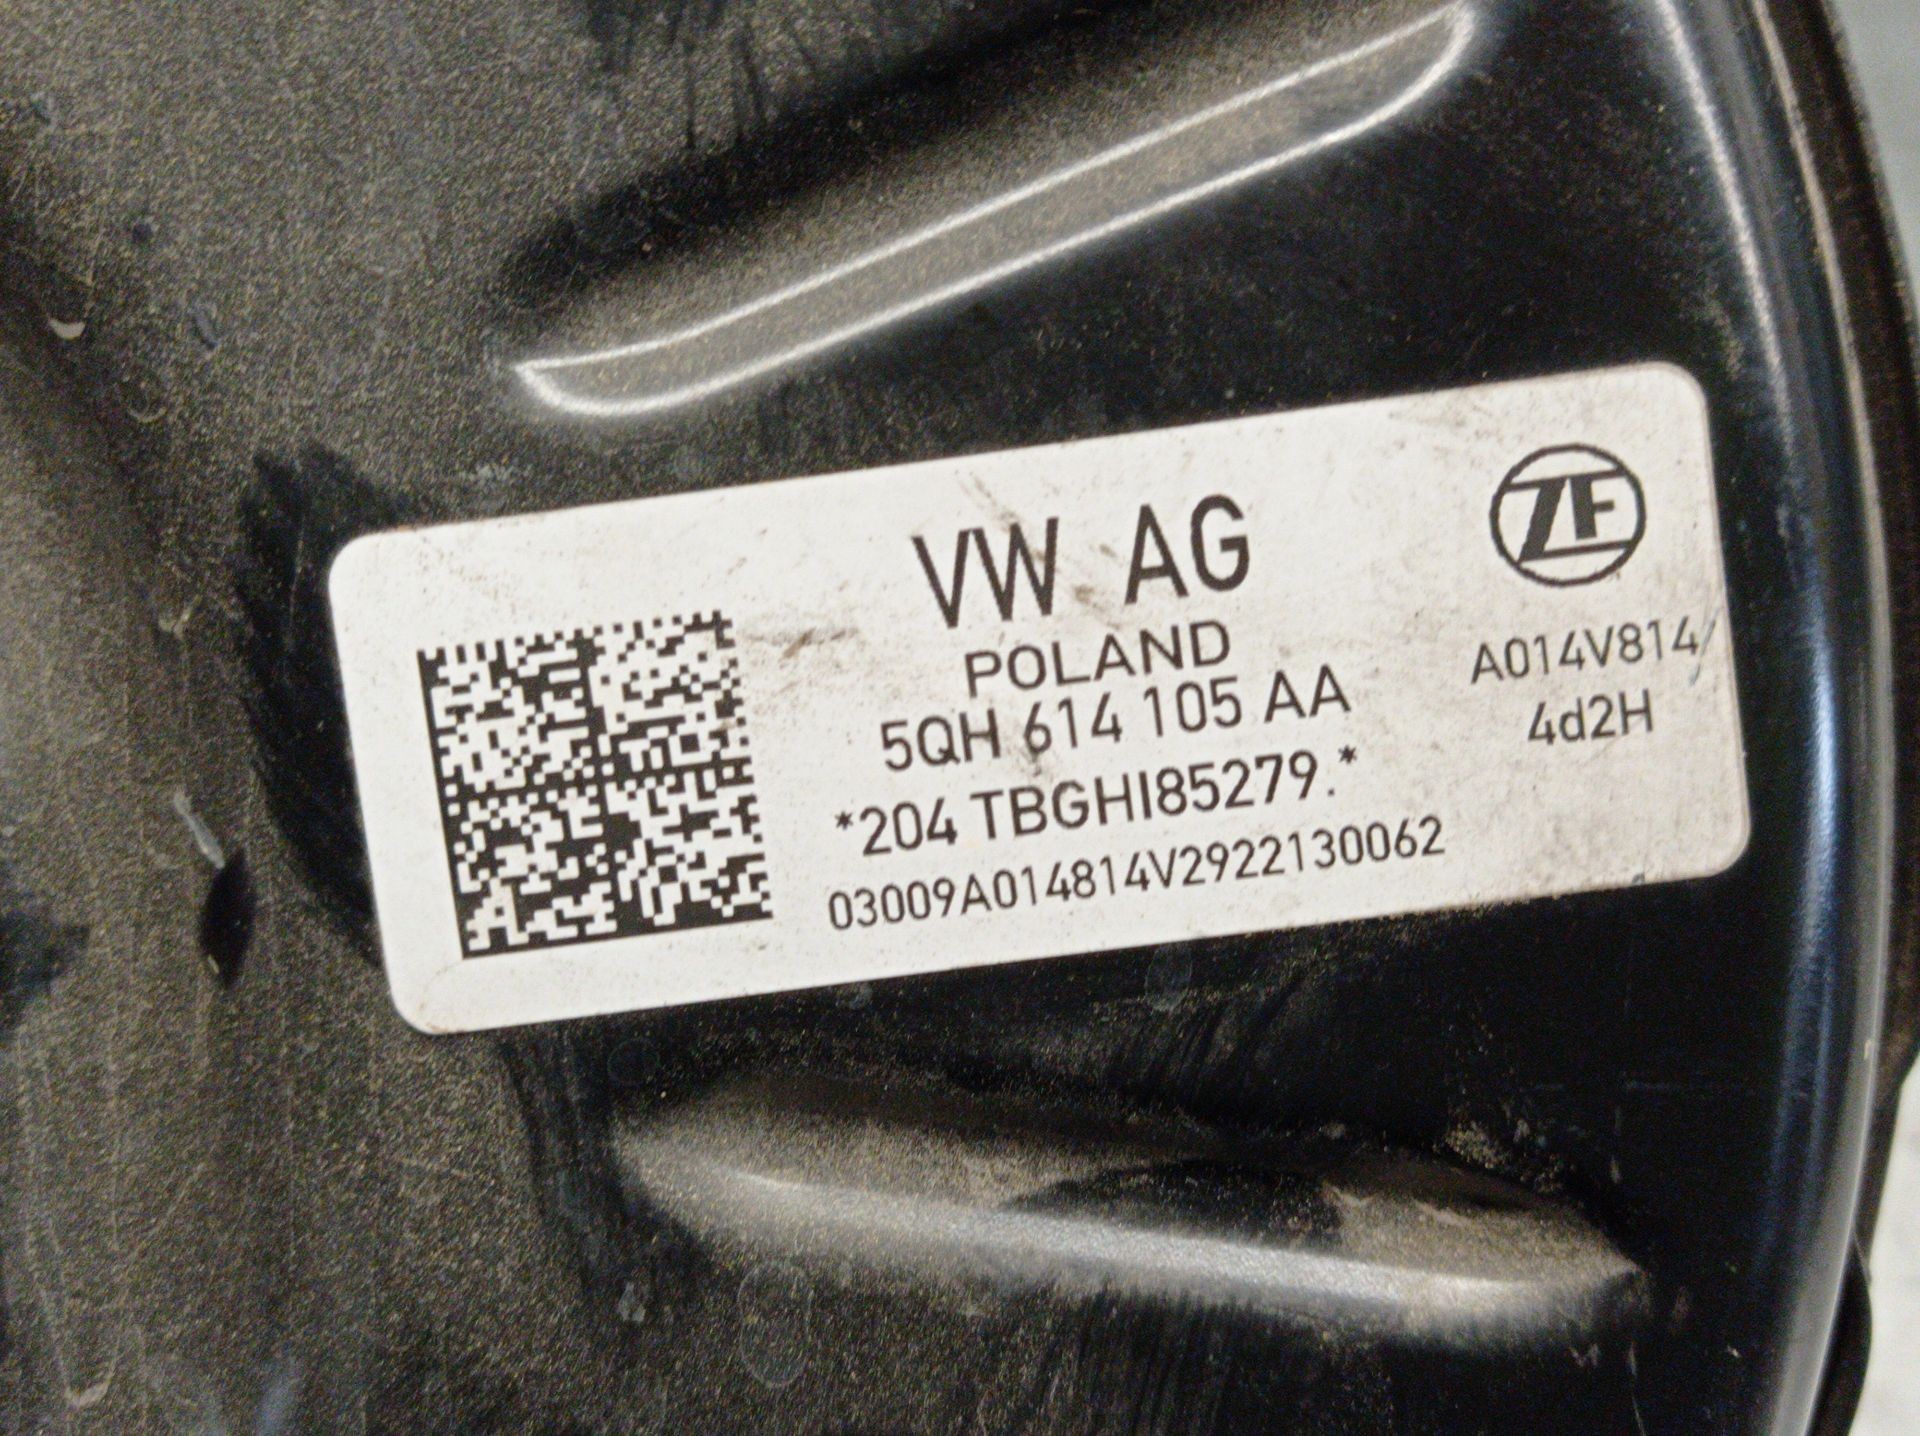 VW AG
ZF
POLAND
5QH 614 105 AA
*204 TBGHI85279.*
03009A014814V2922130062
A014V814
4d2H